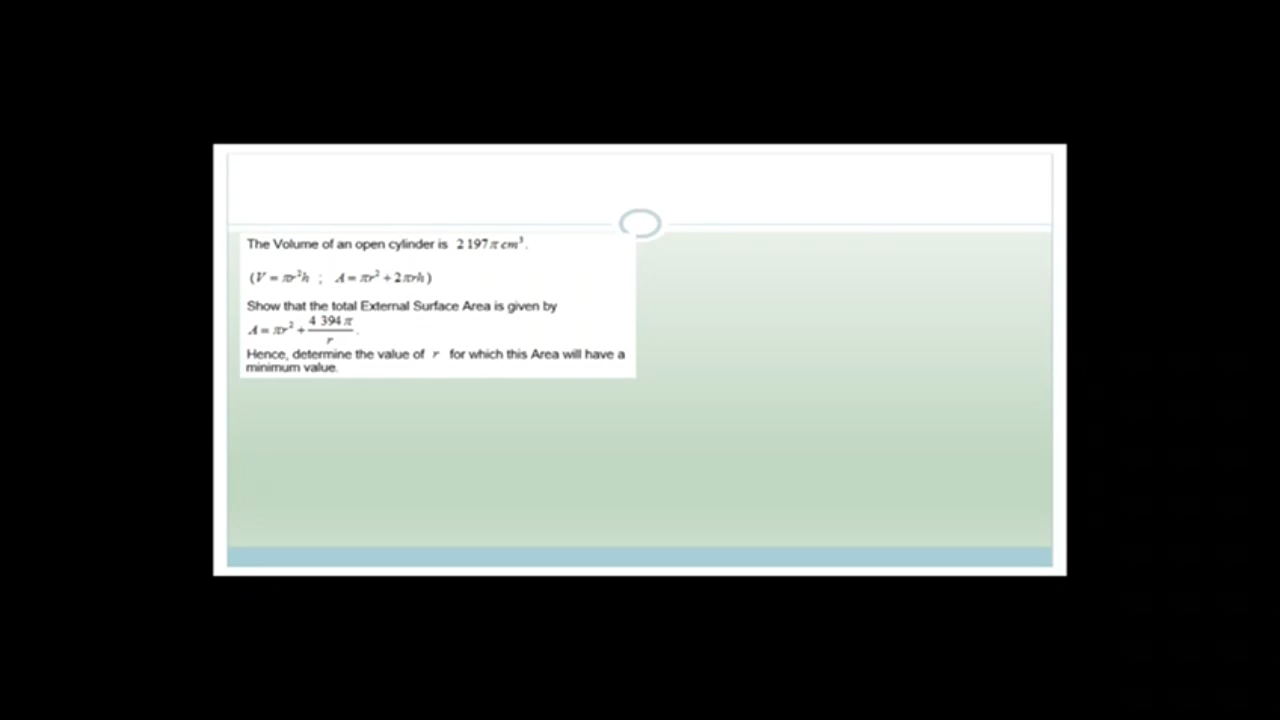 The Volume of an open cylinder is 2 197π cm³.
(V = πr²h ; A = πr² + 2πrh)
Show that the total External Surface Area is given by
A = πr² + 4 394π / r .
Hence, determine the value of r for which this Area will have a
minimum value.